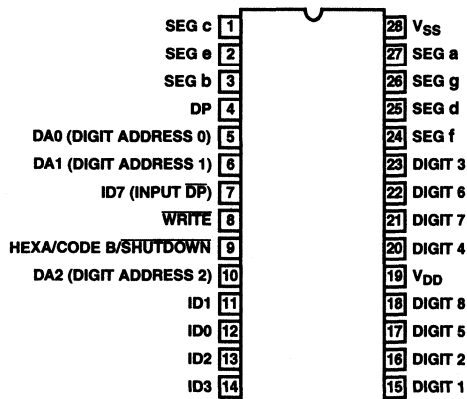 SEG c 1 28 VSS
SEG e 2 27 SEG a
SEG b 3 26 SEG g
DP 4 25 SEG d
DA0 (DIGIT ADDRESS 0) 5 24 SEG f
DA1 (DIGIT ADDRESS 1) 6 23 DIGIT 3
ID7 (INPUT DP) 7 22 DIGIT 6
WRITE 8 21 DIGIT 7
HEXA/CODE B/SHUTDOWN 9 20 DIGIT 4
DA2 (DIGIT ADDRESS 2) 10 19 VDD
ID1 11 18 DIGIT 8
ID0 12 17 DIGIT 5
ID2 13 16 DIGIT 2
ID3 14 15 DIGIT 1